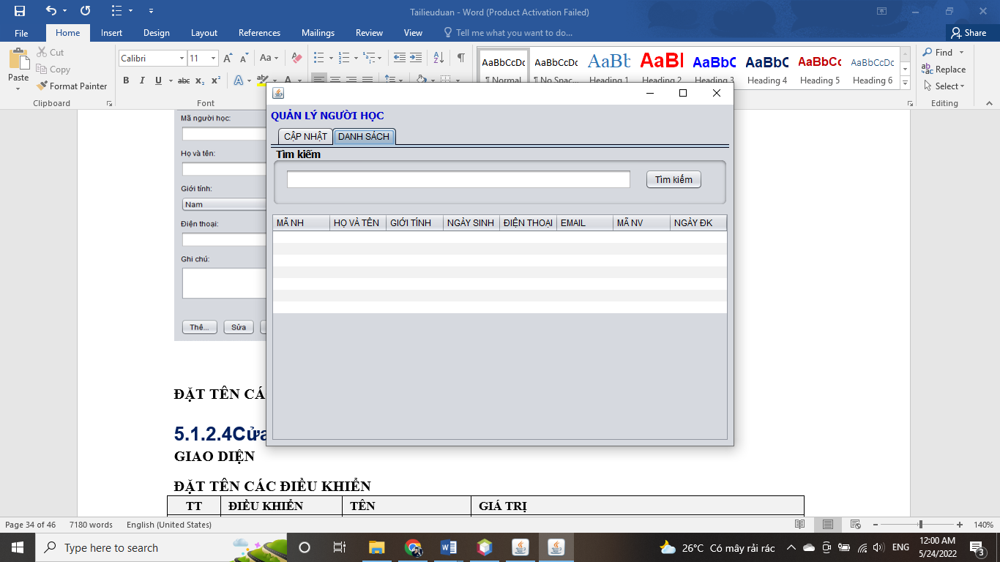 Tailieuduan - Word (Product Activation Failed)
File Home Insert Design Layout References Mailings Review View Tell me what you want to do... Share
Paste
Cut
Copy
Format Painter
Clipboard
Calibri 11
Font
AaBbCcDc AaBbCcDc AaBbC AaBI AaBbCc AaBbC AaBbCc AaBbCcDc
¶ Normal ¶ No Spac... Heading 1 Heading 2 Heading 3 Heading 4 Heading 5 Heading 6
Find
Replace
Select
Editing
Mã người học:
Họ và tên:
Giới tính:
Nam
Điện thoại:
Ghi chú:
Thê... Sửa
QUẢN LÝ NGƯỜI HỌC
CẬP NHẬT DANH SÁCH
Tìm kiếm
Tìm kiếm
MÃ NH HỌ VÀ TÊN GIỚI TÍNH NGÀY SINH ĐIỆN THOẠI EMAIL MÃ NV NGÀY ĐK
ĐẶT TÊN CÁ
5.1.2.4Cửa
GIAO DIỆN
ĐẶT TÊN CÁC ĐIỀU KHIỂN
TT ĐIỀU KHIỂN TÊN GIÁ TRỊ
Page 34 of 46 7180 words English (United States) 140%
Type here to search
26°C Có mây rải rác ENG
12:00 AM
5/24/2022
3